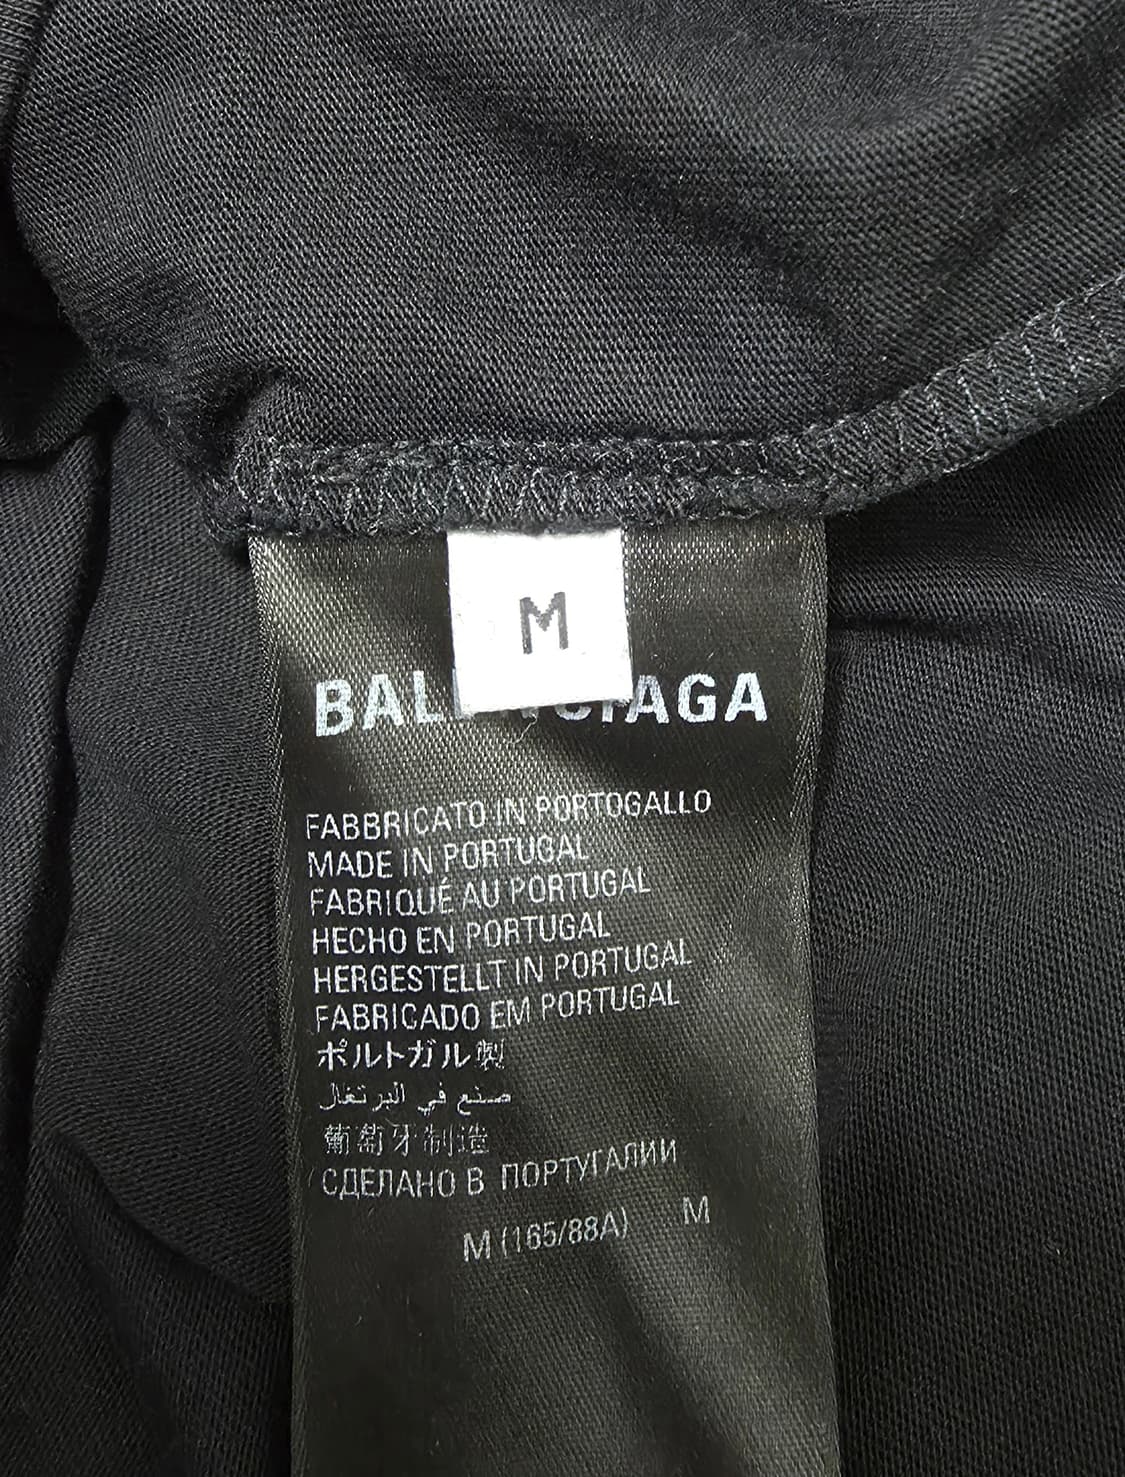 M
BALENCIAGA
FABBRICATO IN PORTOGALLO
MADE IN PORTUGAL
FABRIQUÉ AU PORTUGAL
HECHO EN PORTUGAL
HERGESTELLT IN PORTUGAL
FABRICADO EM PORTUGAL
ポルトガル製
صنع في البرتغال
葡萄牙制造
СДЕЛАНО В ПОРТУГАЛИИ
M (165/88A) M